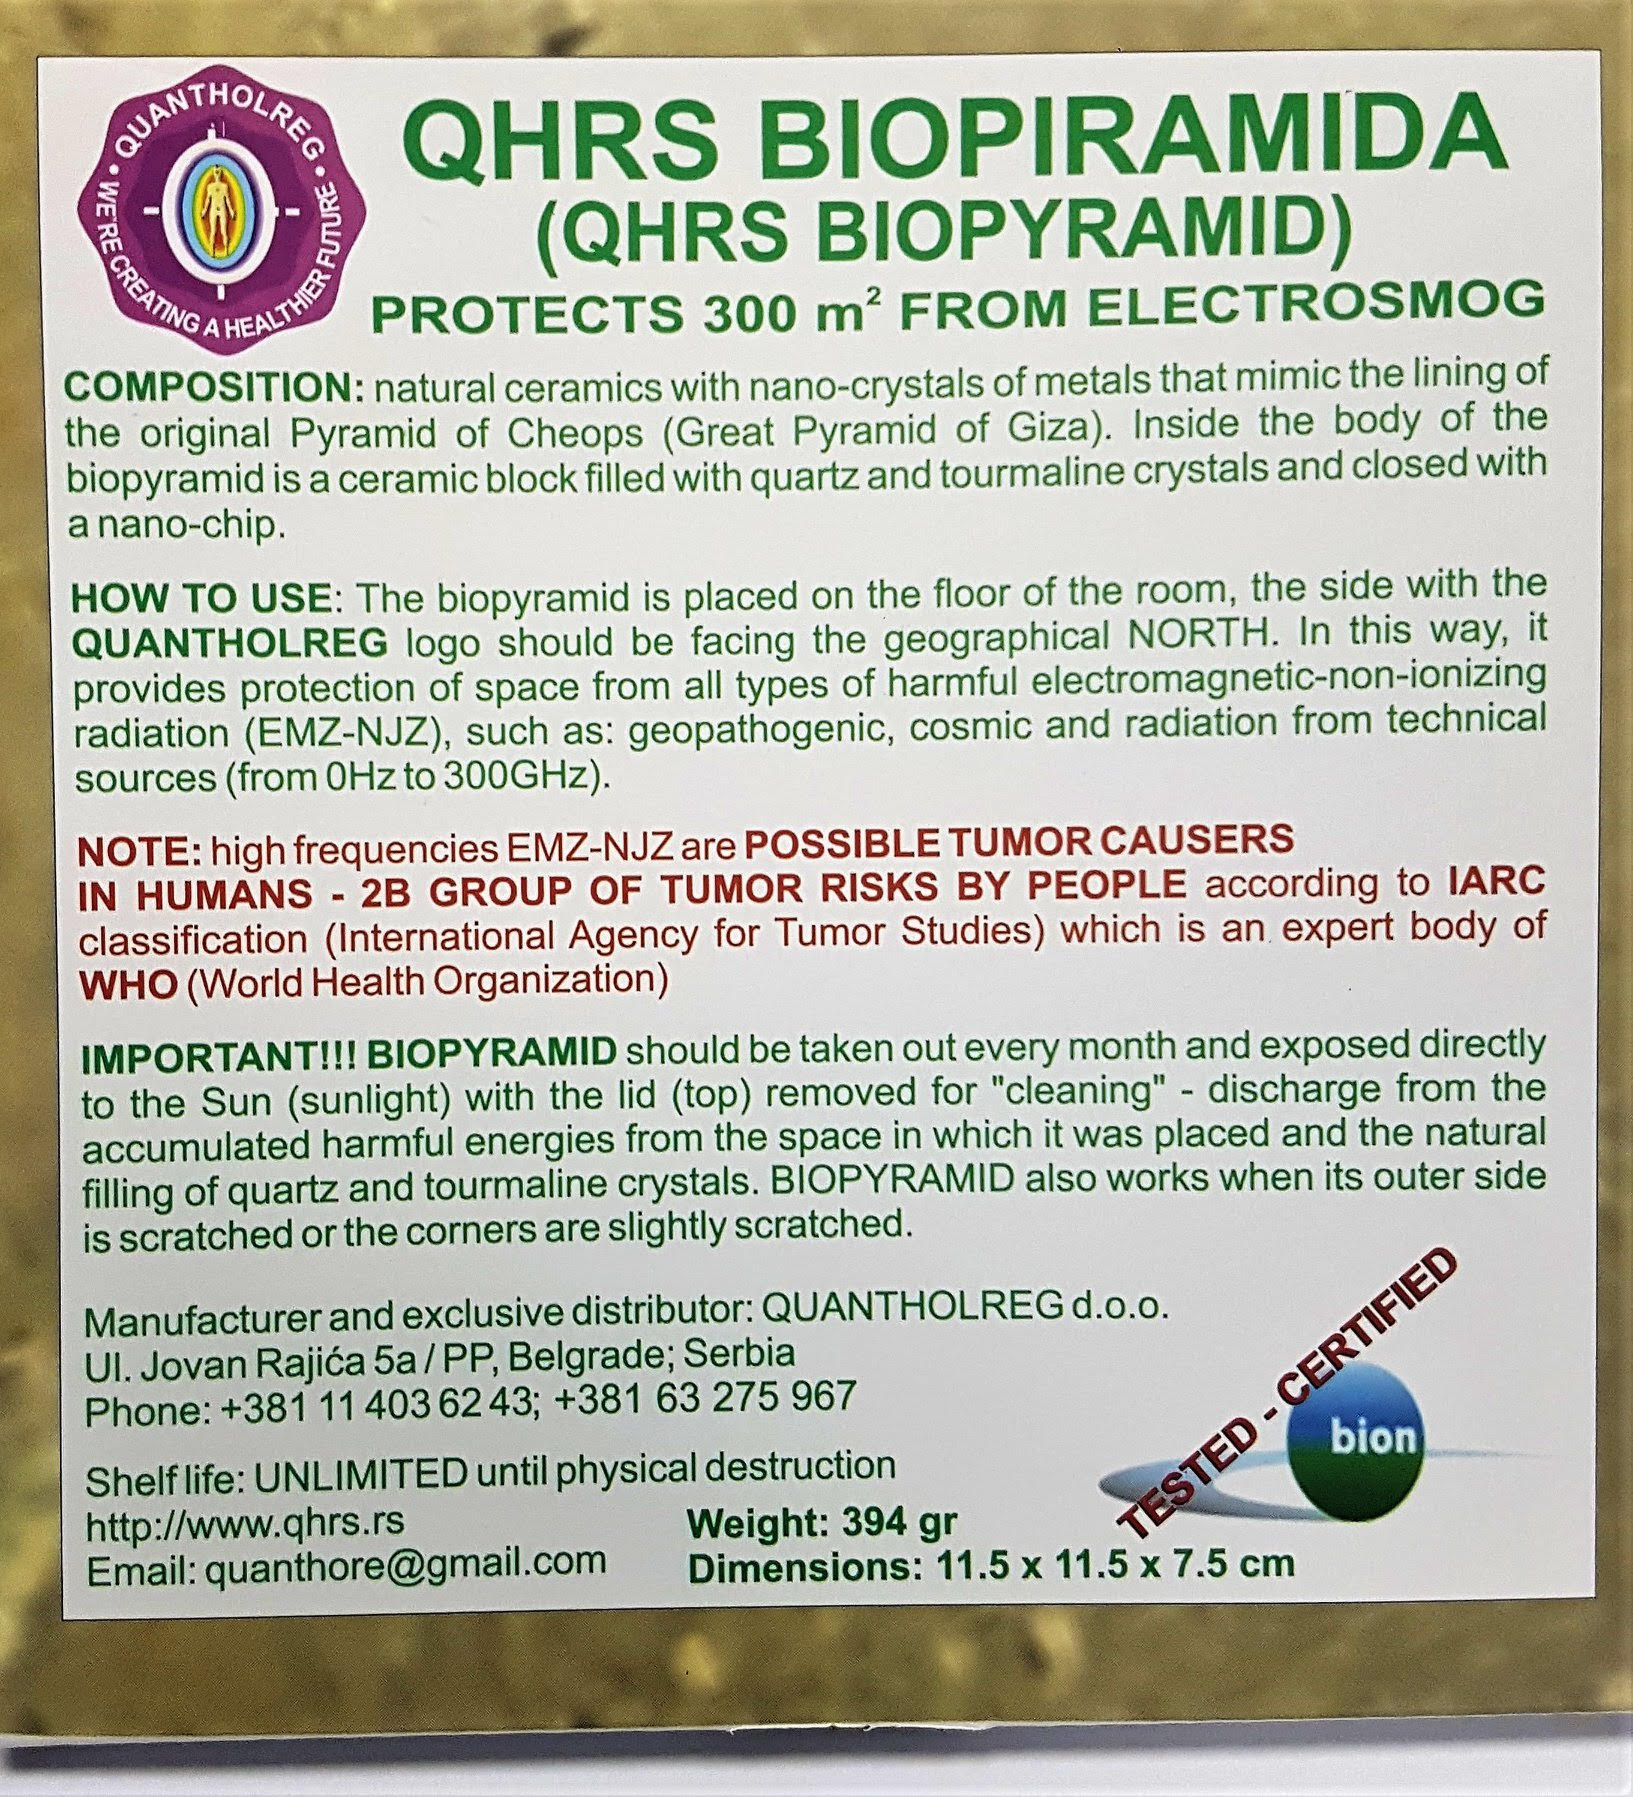 • QUANTHOLREG •
WE'RE CREATING A HEALTHIER FUTURE
QHRS BIOPIRAMIDA
(QHRS BIOPYRAMID)
PROTECTS 300 m² FROM ELECTROSMOG
COMPOSITION: natural ceramics with nano-crystals of metals that mimic the lining of
the original Pyramid of Cheops (Great Pyramid of Giza). Inside the body of the
biopyramid is a ceramic block filled with quartz and tourmaline crystals and closed with
a nano-chip.
HOW TO USE: The biopyramid is placed on the floor of the room, the side with the
QUANTHOLREG logo should be facing the geographical NORTH. In this way, it
provides protection of space from all types of harmful electromagnetic-non-ionizing
radiation (EMZ-NJZ), such as: geopathogenic, cosmic and radiation from technical
sources (from 0Hz to 300GHz).
NOTE: high frequencies EMZ-NJZ are POSSIBLE TUMOR CAUSERS
IN HUMANS - 2B GROUP OF TUMOR RISKS BY PEOPLE according to IARC
classification (International Agency for Tumor Studies) which is an expert body of
WHO (World Health Organization)
IMPORTANT!!! BIOPYRAMID should be taken out every month and exposed directly
to the Sun (sunlight) with the lid (top) removed for "cleaning" - discharge from the
accumulated harmful energies from the space in which it was placed and the natural
filling of quartz and tourmaline crystals. BIOPYRAMID also works when its outer side
is scratched or the corners are slightly scratched.
Manufacturer and exclusive distributor: QUANTHOLREG d.o.o.
Ul. Jovan Rajića 5a / PP, Belgrade; Serbia
Phone: +381 11 403 62 43; +381 63 275 967
Shelf life: UNLIMITED until physical destruction
http://www.qhrs.rs
Email: quanthore@gmail.com
Weight: 394 gr
Dimensions: 11.5 x 11.5 x 7.5 cm
TESTED - CERTIFIED
bion